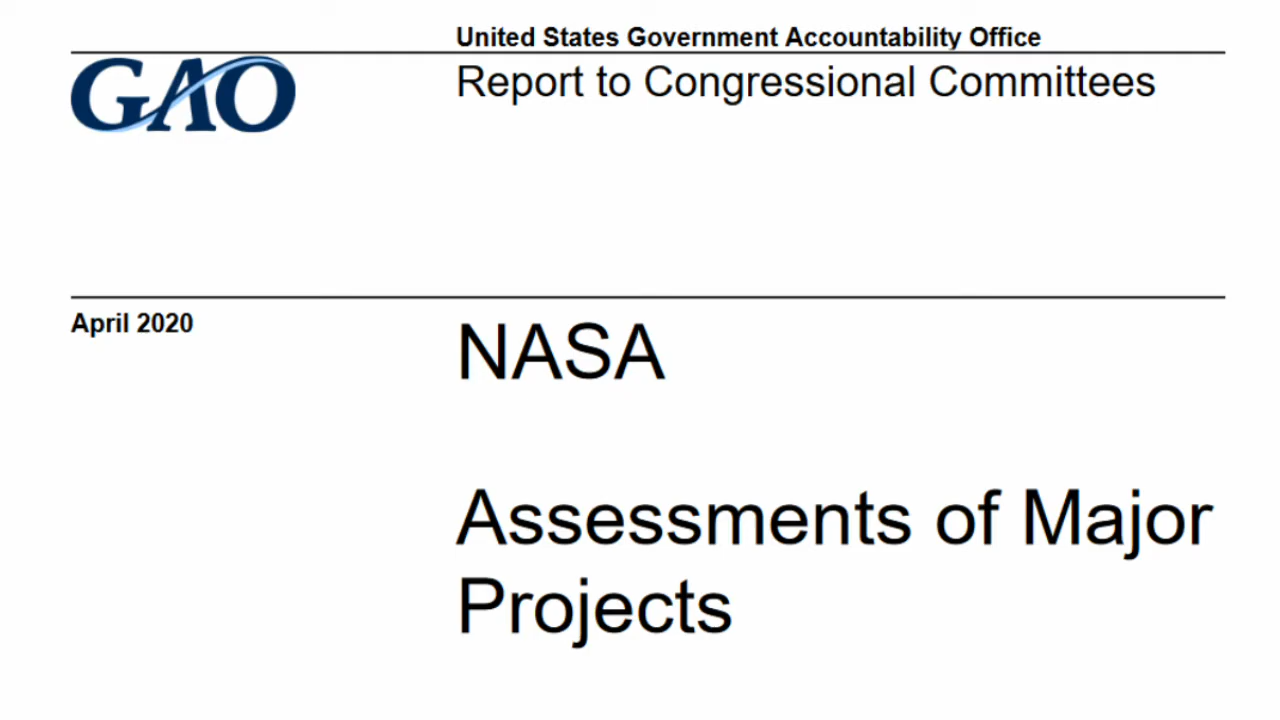 United States Government Accountability Office
GAO
Report to Congressional Committees
April 2020
NASA
Assessments of Major
Projects